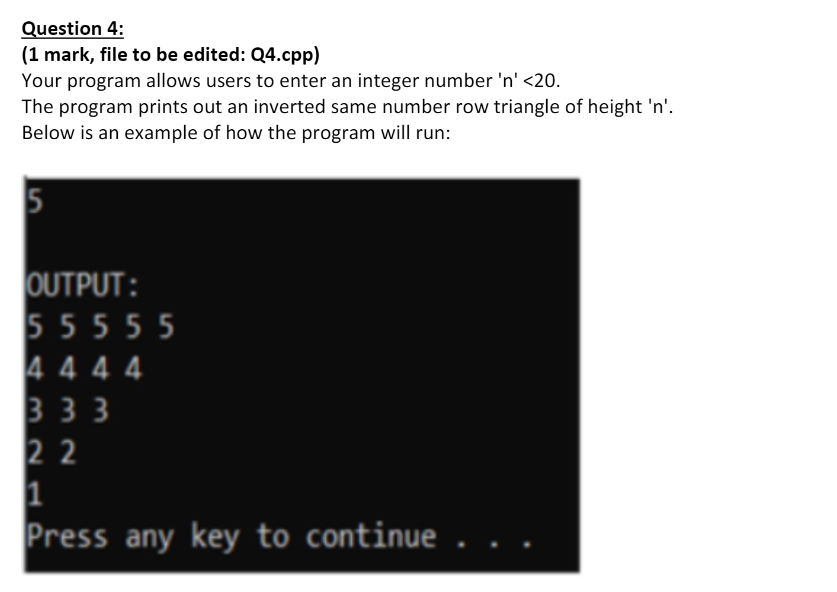 Question 4:
(1 mark, file to be edited: Q4.cpp)
Your program allows users to enter an integer number 'n' <20.
The program prints out an inverted same number row triangle of height 'n'.
Below is an example of how the program will run:
5
OUTPUT:
5 5 5 5 5
4 4 4 4
3 3 3
2 2
1
Press any key to continue . . .